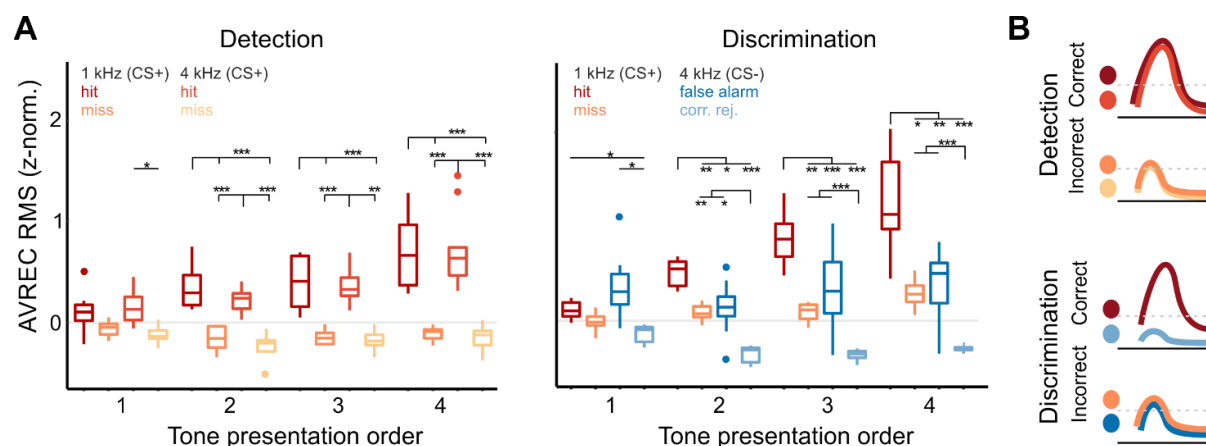 A
Detection
Discrimination
B
AVREC RMS (z-norm.)
2
1
0
1 kHz (CS+) 4 kHz (CS+)
hit hit
miss miss
*
*** *** ***
*** *** **
*** *** ***
1 2 3 4
Tone presentation order
1 kHz (CS+) 4 kHz (CS-)
hit false alarm
miss corr. rej.
*
*
** * ***
** *
** *** ***
***
* ** ***
***
1 2 3 4
Tone presentation order
Detection
Correct
Incorrect
Discrimination
Correct
Incorrect